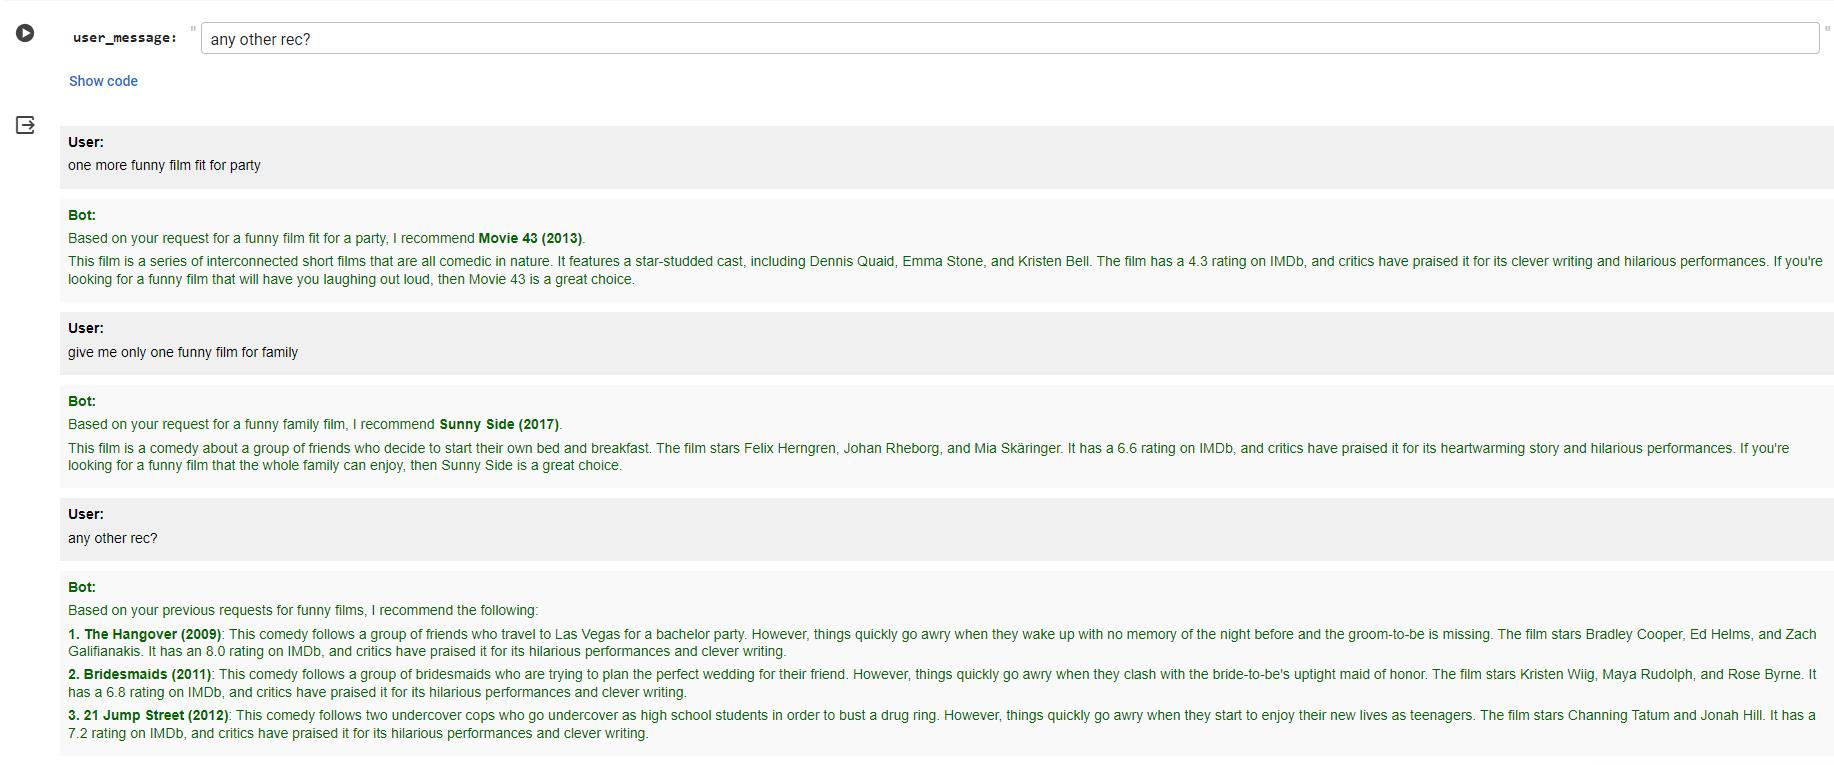 user_message: " any other rec? "
Show code
User:
one more funny film fit for party
Bot:
Based on your request for a funny film fit for a party, I recommend Movie 43 (2013).
This film is a series of interconnected short films that are all comedic in nature. It features a star-studded cast, including Dennis Quaid, Emma Stone, and Kristen Bell. The film has a 4.3 rating on IMDb, and critics have praised it for its clever writing and hilarious performances. If you're
looking for a funny film that will have you laughing out loud, then Movie 43 is a great choice.
User:
give me only one funny film for family
Bot:
Based on your request for a funny family film, I recommend Sunny Side (2017).
This film is a comedy about a group of friends who decide to start their own bed and breakfast. The film stars Felix Herngren, Johan Rheborg, and Mia Skäringer. It has a 6.6 rating on IMDb, and critics have praised it for its heartwarming story and hilarious performances. If you're
looking for a funny film that the whole family can enjoy, then Sunny Side is a great choice.
User:
any other rec?
Bot:
Based on your previous requests for funny films, I recommend the following:
1. The Hangover (2009): This comedy follows a group of friends who travel to Las Vegas for a bachelor party. However, things quickly go awry when they wake up with no memory of the night before and the groom-to-be is missing. The film stars Bradley Cooper, Ed Helms, and Zach
Galifianakis. It has an 8.0 rating on IMDb, and critics have praised it for its hilarious performances and clever writing.
2. Bridesmaids (2011): This comedy follows a group of bridesmaids who are trying to plan the perfect wedding for their friend. However, things quickly go awry when they clash with the bride-to-be's uptight maid of honor. The film stars Kristen Wiig, Maya Rudolph, and Rose Byrne. It
has a 6.8 rating on IMDb, and critics have praised it for its hilarious performances and clever writing.
3. 21 Jump Street (2012): This comedy follows two undercover cops who go undercover as high school students in order to bust a drug ring. However, things quickly go awry when they start to enjoy their new lives as teenagers. The film stars Channing Tatum and Jonah Hill. It has a
7.2 rating on IMDb, and critics have praised it for its hilarious performances and clever writing.